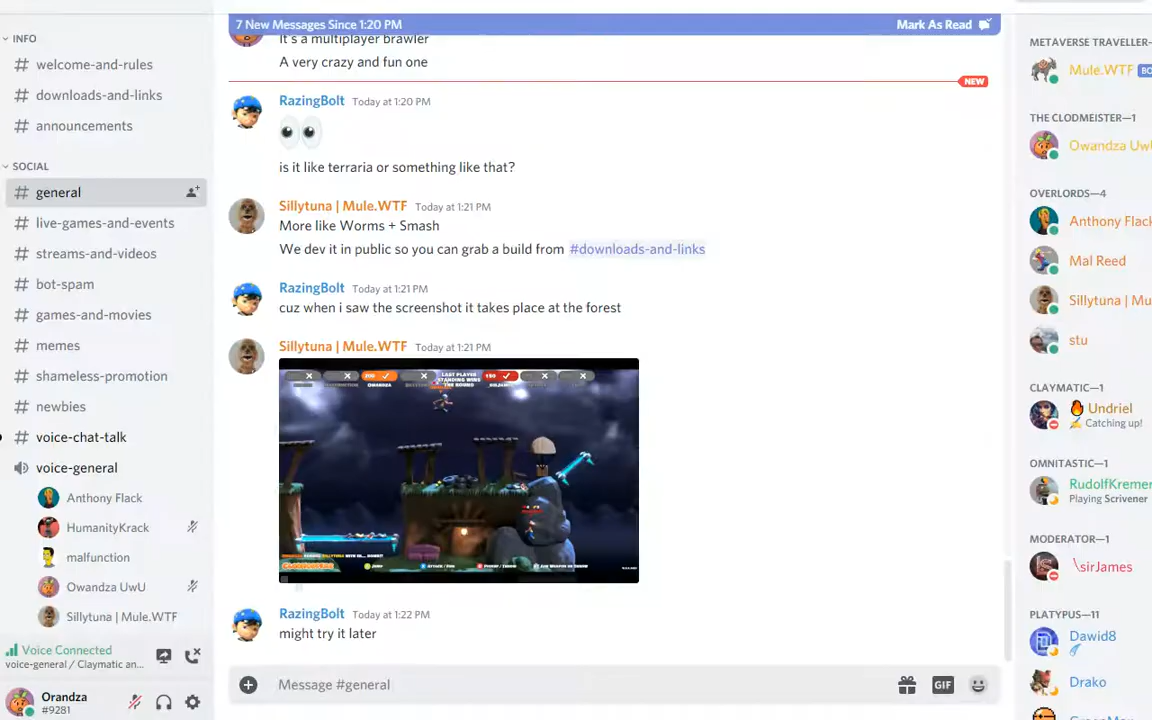 7 New Messages Since 1:20 PM
Mark As Read
INFO
welcome-and-rules
downloads-and-links
announcements
SOCIAL
general
live-games-and-events
streams-and-videos
bot-spam
games-and-movies
memes
shameless-promotion
newbies
voice-chat-talk
voice-general
Anthony Flack
HumanityKrack
malfunction
Owandza UwU
Sillytuna | Mule.WTF
Voice Connected
voice-general / Claymatic an...
Orandza
#9281
It's a multiplayer brawler
A very crazy and fun one
NEW
RazingBolt Today at 1:20 PM
is it like terraria or something like that?
Sillytuna | Mule.WTF Today at 1:21 PM
More like Worms + Smash
We dev it in public so you can grab a build from #downloads-and-links
RazingBolt Today at 1:21 PM
cuz when i saw the screenshot it takes place at the forest
Sillytuna | Mule.WTF Today at 1:21 PM
LAST PLAYER
STANDING WINS
THE ROUND
RazingBolt Today at 1:22 PM
might try it later
Message #general
GIF
METAVERSE TRAVELLER—
Mule.WTF BO
THE CLODMEISTER—1
Owandza UwU
OVERLORDS—4
Anthony Flack
Mal Reed
Sillytuna | Mu
stu
CLAYMATIC—1
Undriel
Catching up!
OMNITASTIC—1
RudolfKremer
Playing Scrivener
MODERATOR—1
\sirJames
PLATYPUS—11
Dawid8
Drako